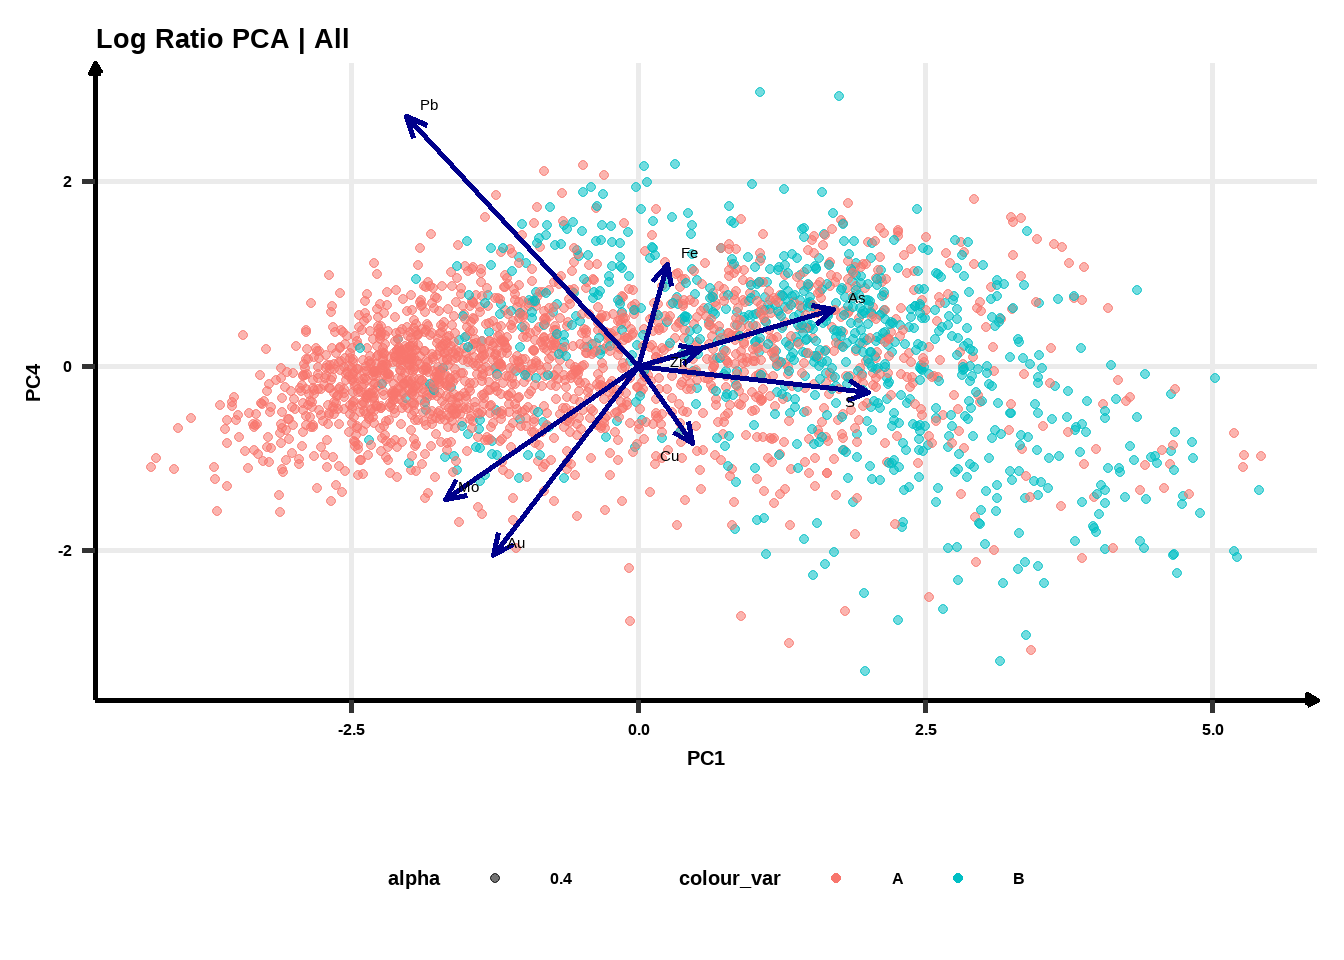 Log Ratio PCA | All
Pb
2
Fe
As
0
Zn
PC4
S
Cu
Mo
-2
Au
-2.5
0.0
2.5
5.0
PC1
alpha
0.4
colour_var
A
B